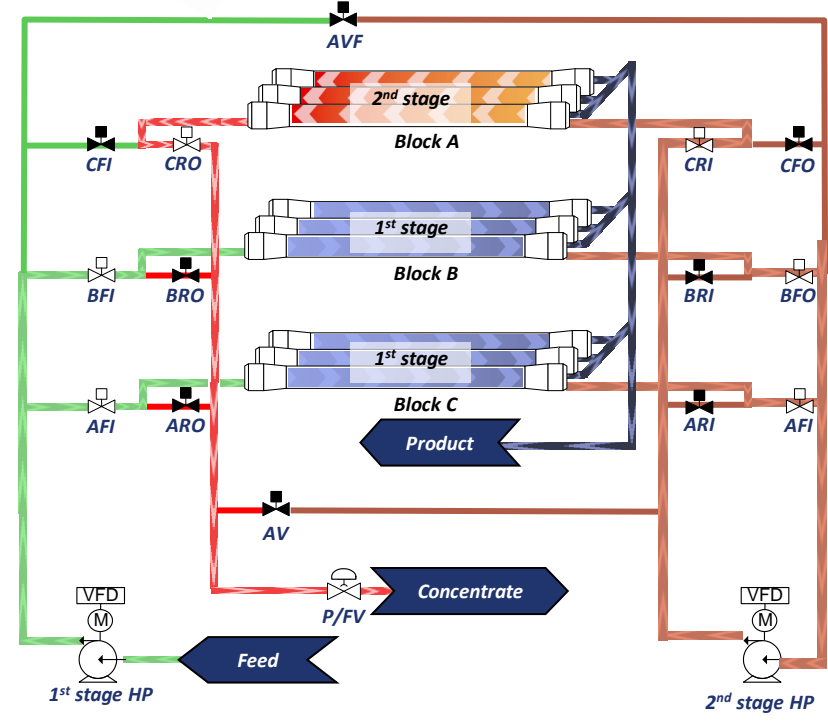 AVF
2nd stage
Block A
CFI
CRO
CRI
CFO
1st stage
Block B
BFI
BRO
BRI
BFO
1st stage
Block C
AFI
ARO
ARI
AFI
Product
AV
Concentrate
P/FV
VFD
M
VFD
M
Feed
1st stage HP
2nd stage HP